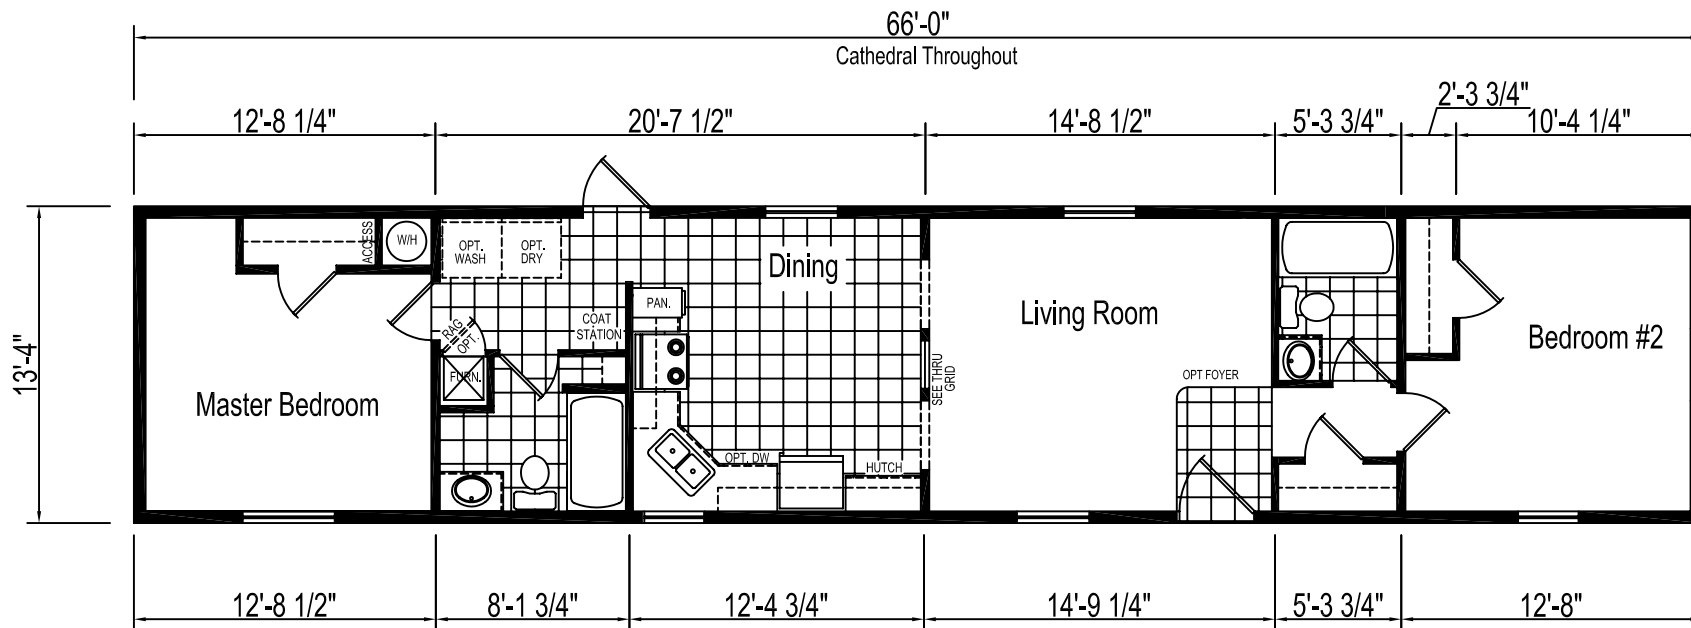 66'-0"
Cathedral Throughout
12'-8 1/4"
20'-7 1/2"
14'-8 1/2"
5'-3 3/4"
2'-3 3/4"
10'-4 1/4"
13'-4"
ACCESS
W/H
OPT.
WASH
OPT.
DRY
Dining
PAN.
COAT
STATION
RAG
OPT.
FURN.
Master Bedroom
Living Room
SEE THRU
GRID
OPT FOYER
Bedroom #2
OPT. DW
HUTCH
12'-8 1/2"
8'-1 3/4"
12'-4 3/4"
14'-9 1/4"
5'-3 3/4"
12'-8"